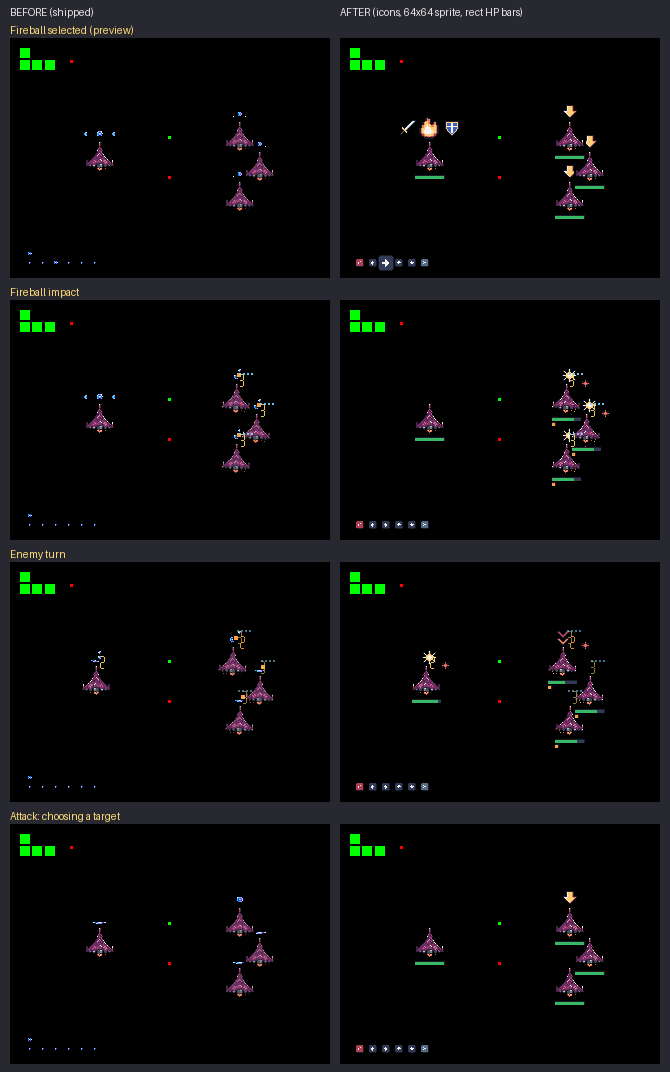 BEFORE (shipped)
AFTER (icons, 64x64 sprite, rect HP bars)
Fireball selected (preview)
Fireball impact
Enemy turn
Attack: choosing a target